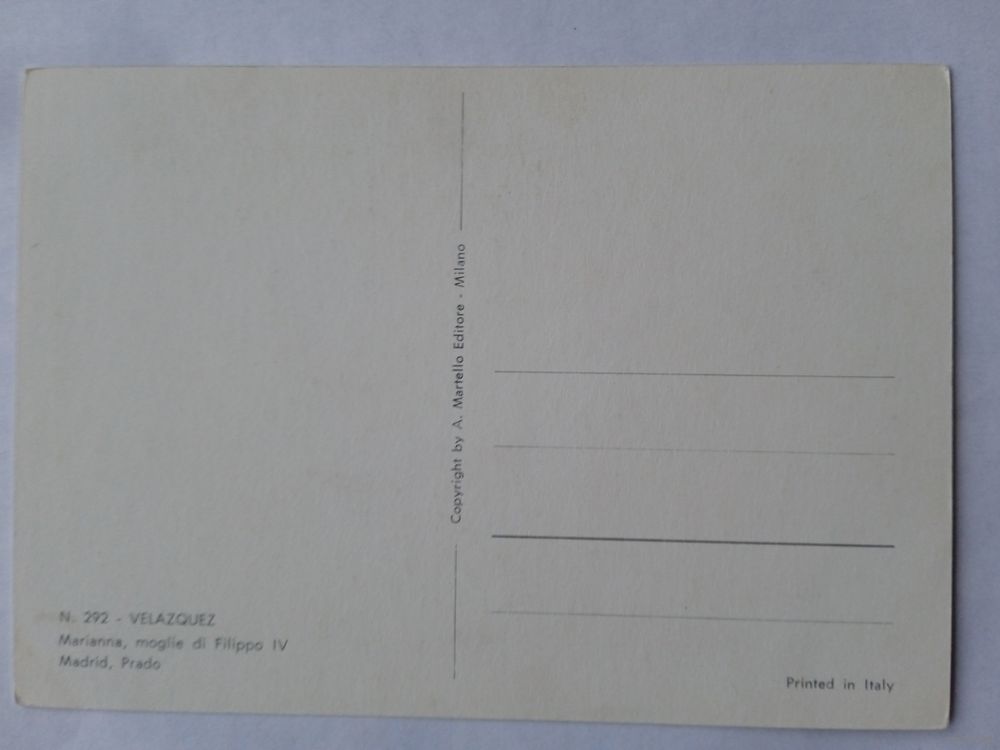 N. 292 - VELAZQUEZ
Marianna, moglie di Filippo IV
Madrid, Prado
Copyright by A. Martello Editore - Milano
Printed in Italy